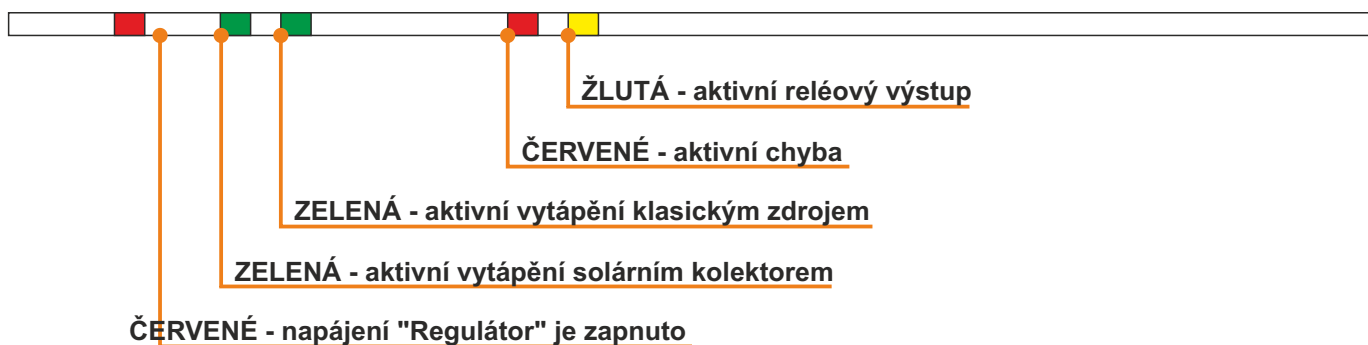 ŽLUTÁ - aktivní reléový výstup
ČERVENÉ - aktivní chyba
ZELENÁ - aktivní vytápění klasickým zdrojem
ZELENÁ - aktivní vytápění solárním kolektorem
ČERVENÉ - napájení "Regulátor" je zapnuto